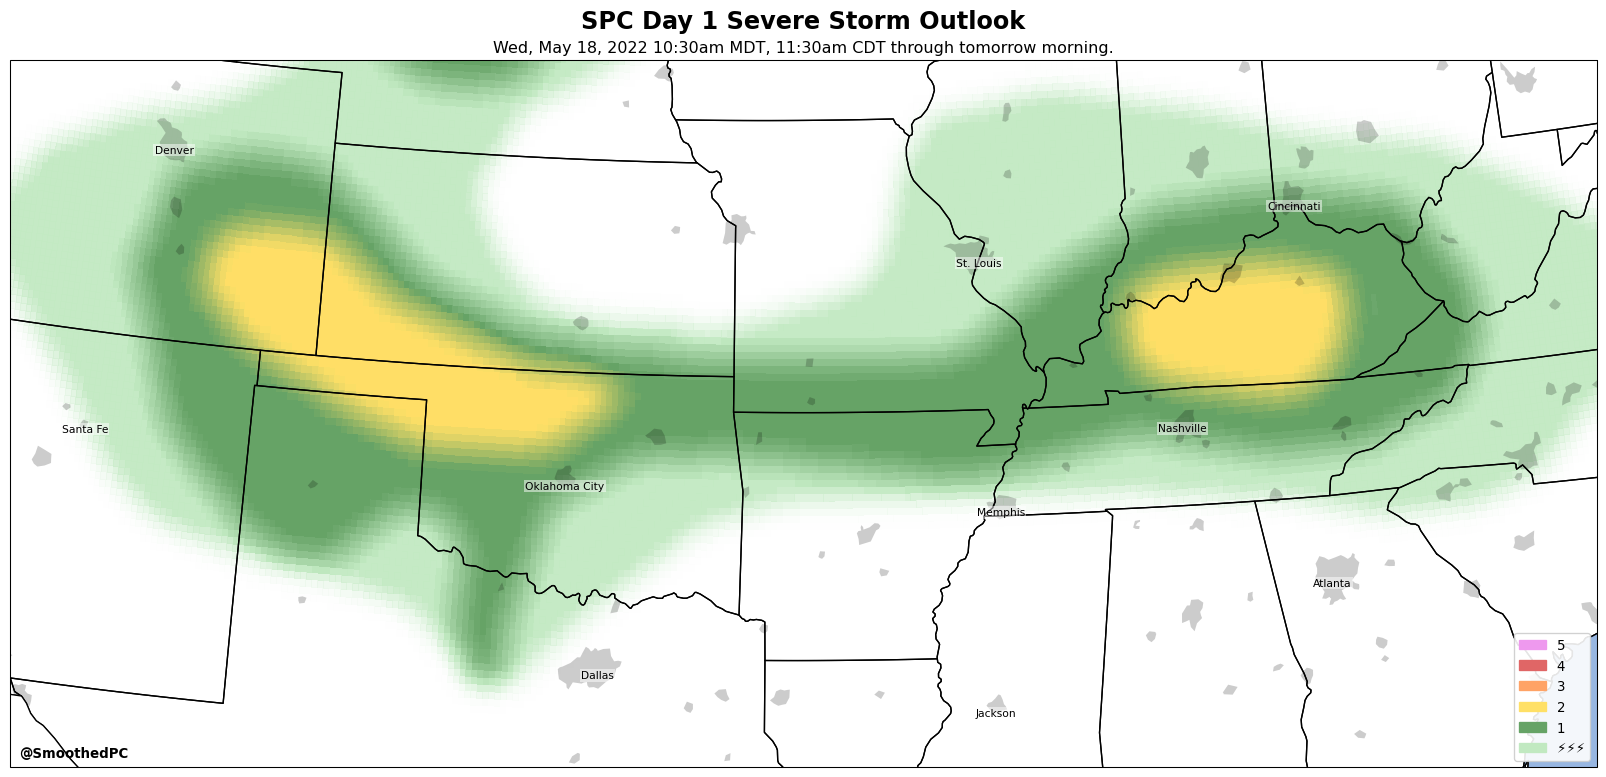 SPC Day 1 Severe Storm Outlook
Wed, May 18, 2022 10:30am MDT, 11:30am CDT through tomorrow morning.
Denver
Cincinnati
St. Louis
Santa Fe
Nashville
Oklahoma City
Memphis
Atlanta
Dallas
Jackson
5
4
3
2
1
⚡⚡⚡
@SmoothedPC